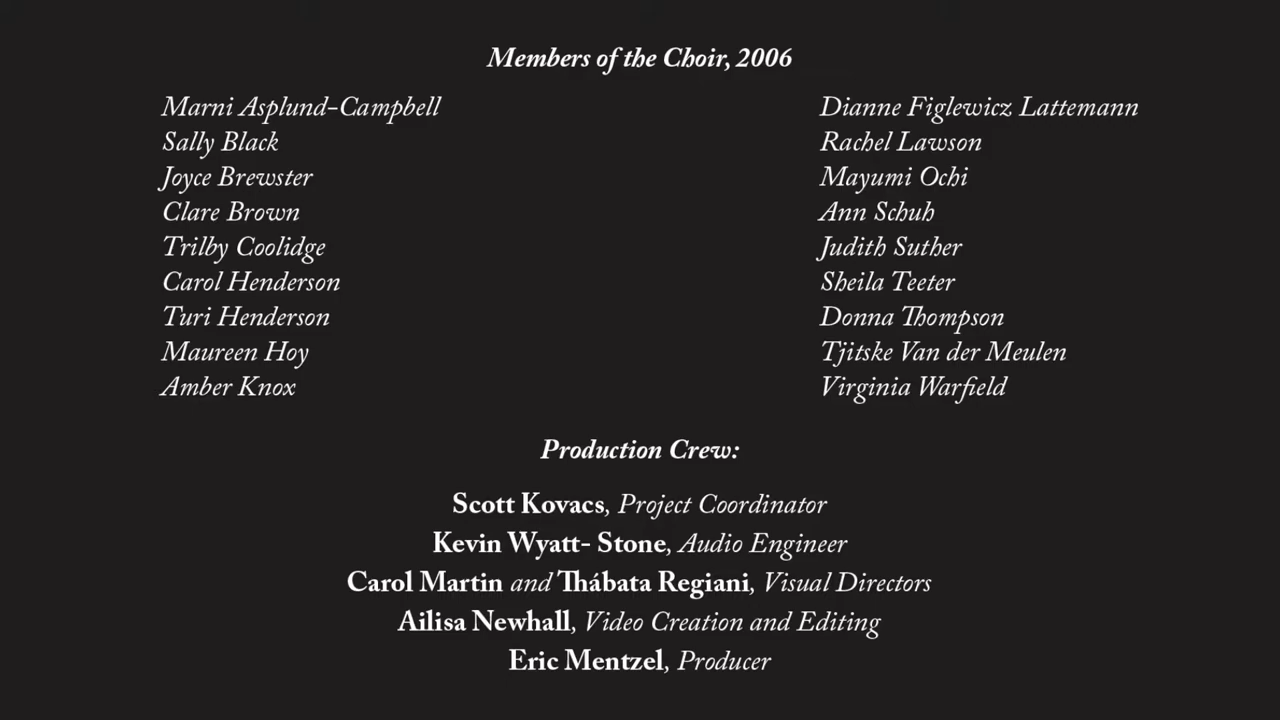 Members of the Choir, 2006
Marni Asplund-Campbell
Sally Black
Joyce Brewster
Clare Brown
Trilby Coolidge
Carol Henderson
Turi Henderson
Maureen Hoy
Amber Knox
Dianne Figlewicz Lattemann
Rachel Lawson
Mayumi Ochi
Ann Schuh
Judith Suther
Sheila Teeter
Donna Thompson
Tjitske Van der Meulen
Virginia Warfield
Production Crew:
Scott Kovacs, Project Coordinator
Kevin Wyatt- Stone, Audio Engineer
Carol Martin and Thábata Regiani, Visual Directors
Ailisa Newhall, Video Creation and Editing
Eric Mentzel, Producer